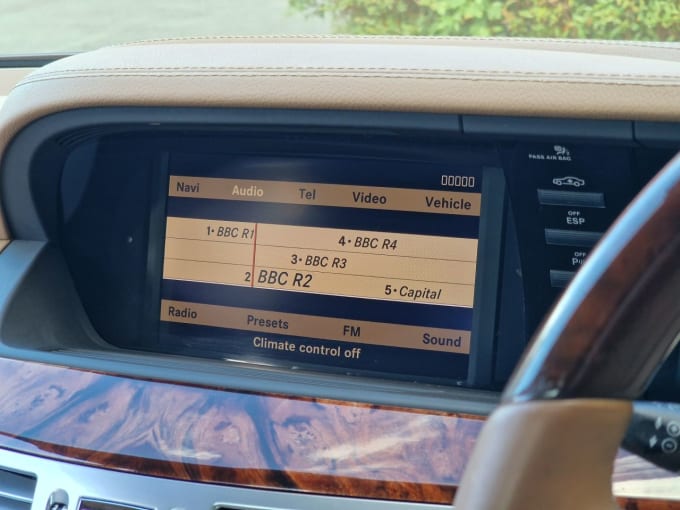 00000
Navi Audio Tel Video Vehicle
1• BBC R1
4• BBC R4
3• BBC R3
2 BBC R2
5• Capital
Radio Presets FM Sound
Climate control off
PASS AIR BAG
OFF
ESP
OFF